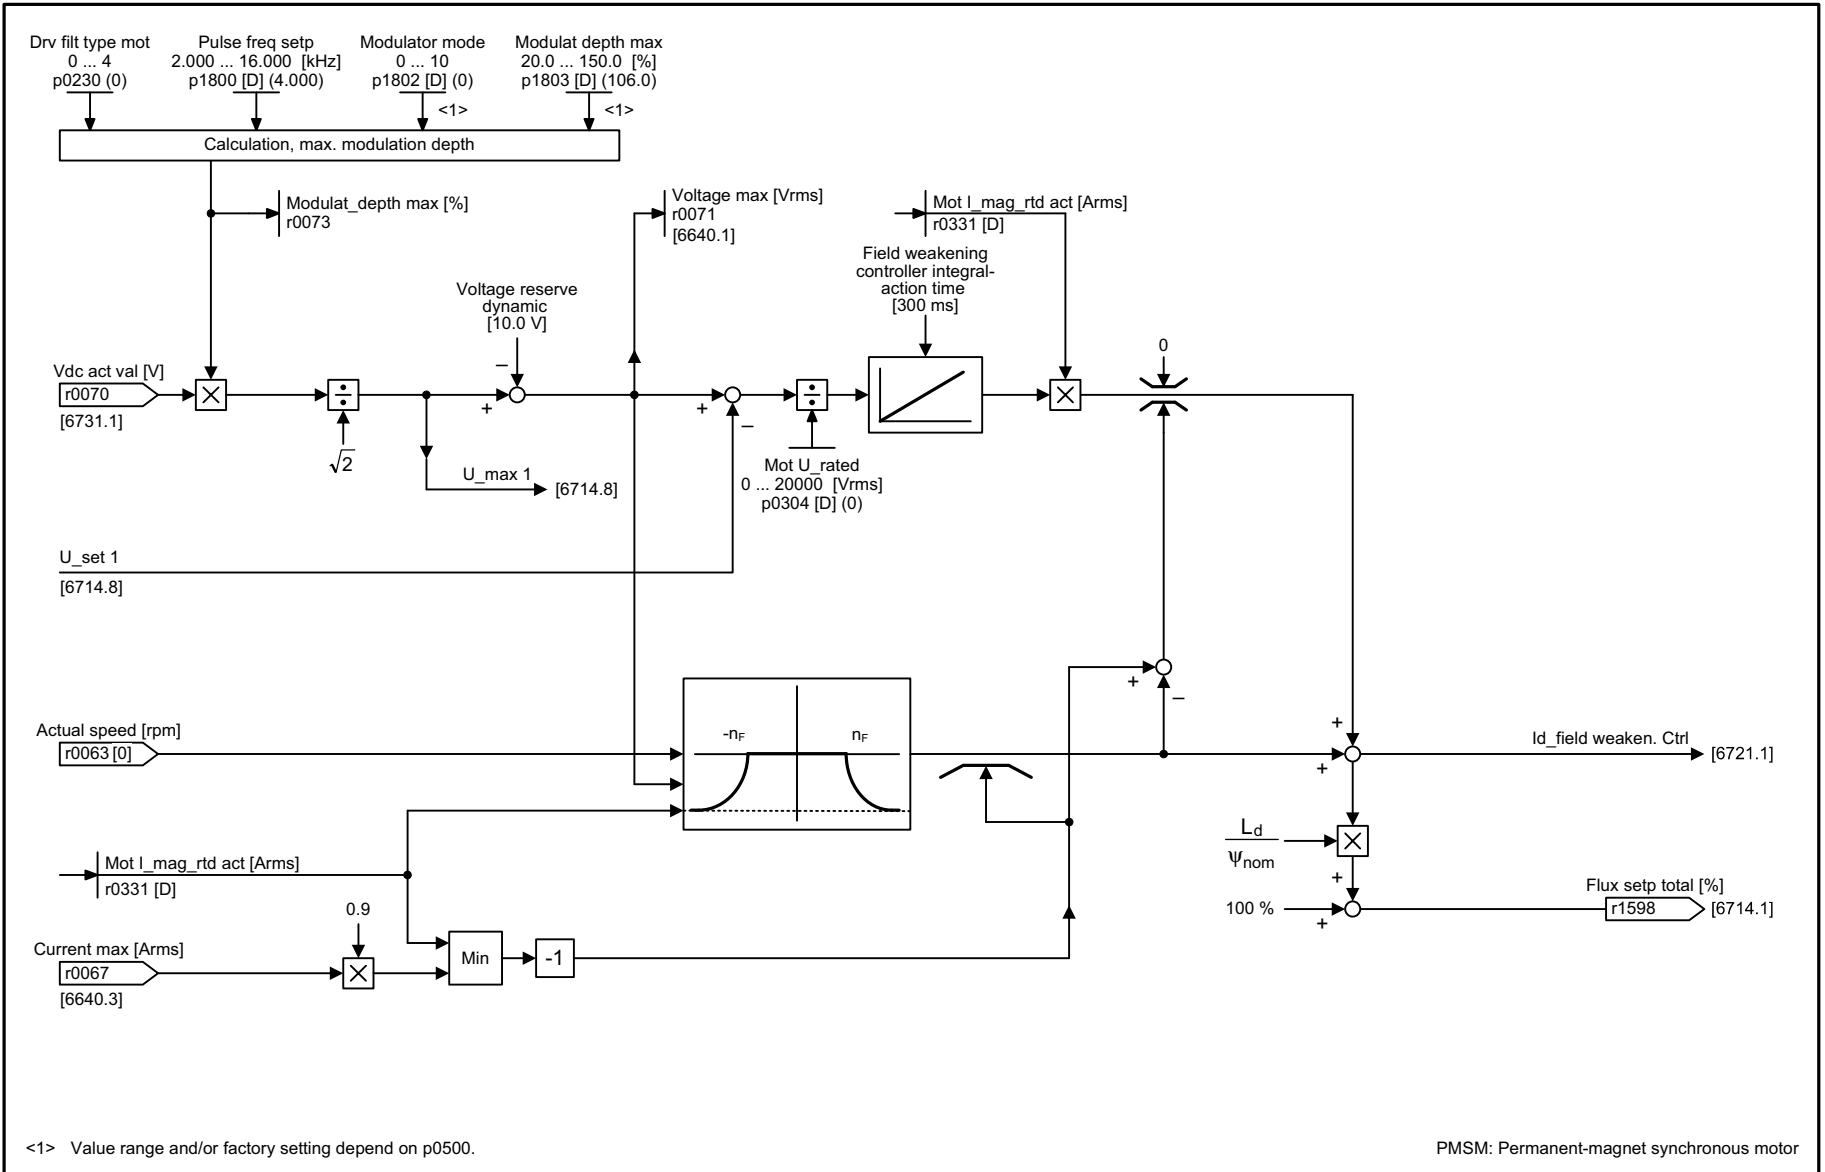 Drv filt type mot
0 ... 4
p0230 (0)
Pulse freq setp
2.000 ... 16.000 [kHz]
p1800 [D] (4.000)
Modulator mode
0 ... 10
p1802 [D] (0)
<1>
Modulat depth max
20.0 ... 150.0 [%]
p1803 [D] (106.0)
<1>
Calculation, max. modulation depth
Modulat_depth max [%]
r0073
Voltage max [Vrms]
r0071
[6640.1]
Mot I_mag_rtd act [Arms]
r0331 [D]
Field weakening
controller integral-
action time
[300 ms]
Voltage reserve
dynamic
[10.0 V]
0
Vdc act val [V]
r0070
[6731.1]
×
÷
√2
–
+
+
–
÷
×
U_max 1
[6714.8]
Mot U_rated
0 ... 20000 [Vrms]
p0304 [D] (0)
U_set 1
[6714.8]
+
–
Actual speed [rpm]
r0063 [0]
-nF
nF
+
+
Id_field weaken. Ctrl
[6721.1]
Ld
ψnom
×
Mot I_mag_rtd act [Arms]
r0331 [D]
+
100 %
+
Flux setp total [%]
r1598
[6714.1]
0.9
Current max [Arms]
r0067
[6640.3]
×
Min
-1
<1> Value range and/or factory setting depend on p0500.
PMSM: Permanent-magnet synchronous motor